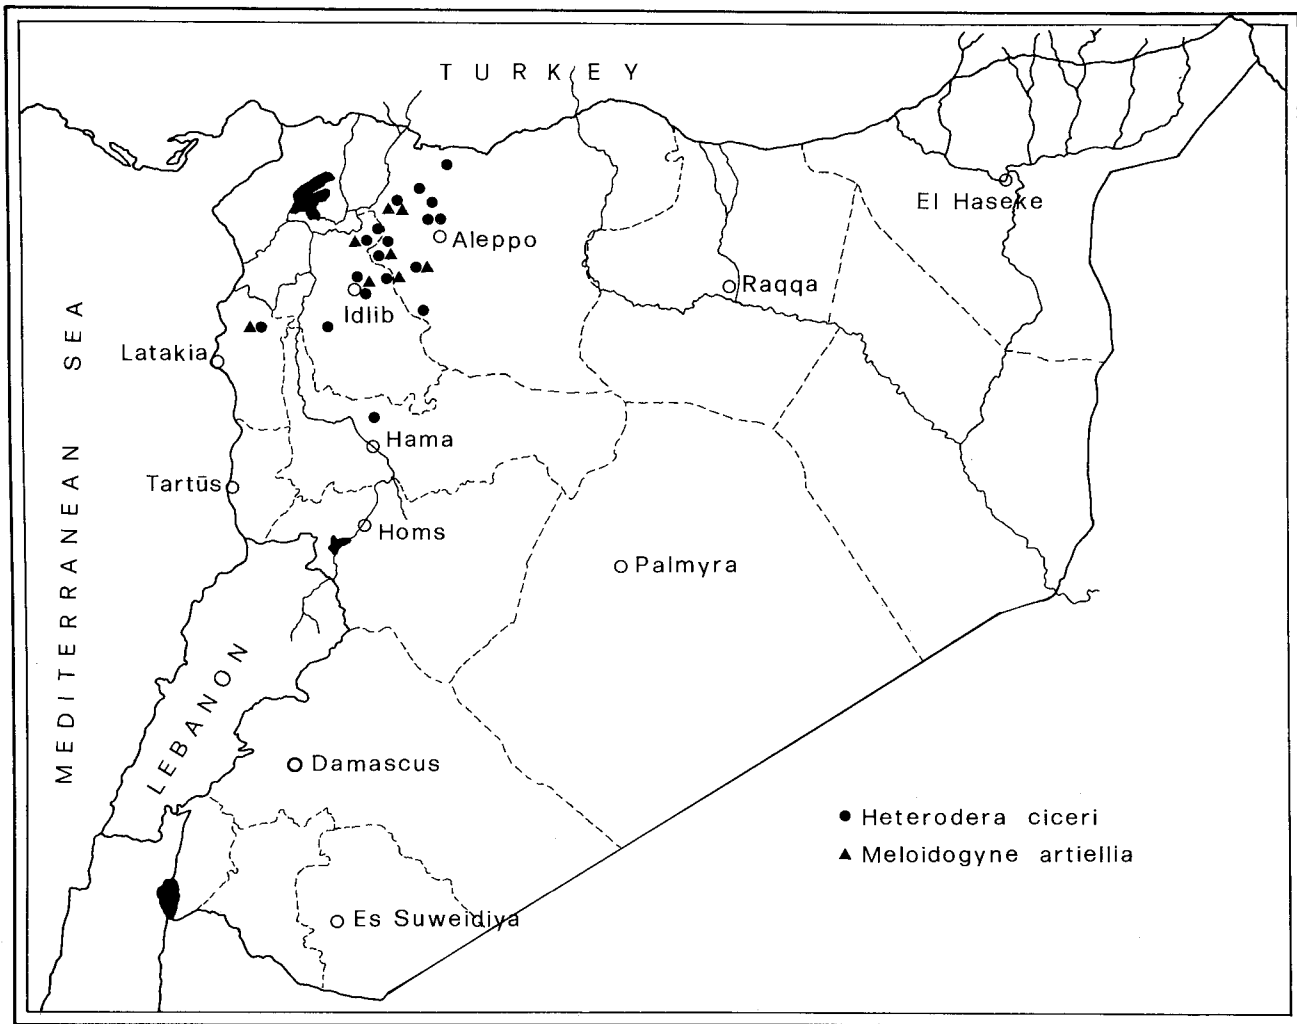 TURKEY
El Haseke
Aleppo
Raqqa
Idlib
Latakia
Hama
Tartūs
Homs
Palmyra
MEDITERRANEAN SEA
LEBANON
Damascus
Heterodera ciceri
Meloidogyne artiellia
Es Suweidiya